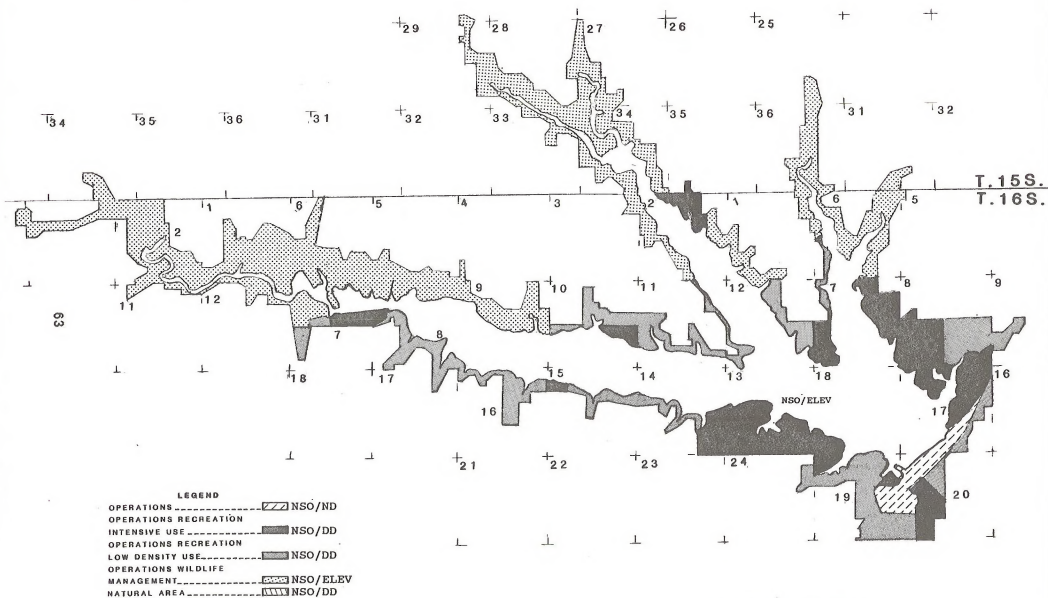 29 28 27 26 25
34 35 36 31 32 33 34 35 36 31 32
T.15S.
T.16S.
1 6 5 4 3 2 1 6 5
2
11 12 9 10 11 12 7 8 9
63
7 8
18 17 15 14 13 18 16
16 NSO/ELEV 17
21 22 23 24 19 20
LEGEND
OPERATIONS NSO/ND
OPERATIONS RECREATION
INTENSIVE USE NSO/DD
OPERATIONS RECREATION
LOW DENSITY USE NSO/DD
OPERATIONS WILDLIFE
MANAGEMENT NSO/ELEV
NATURAL AREA NSO/DD